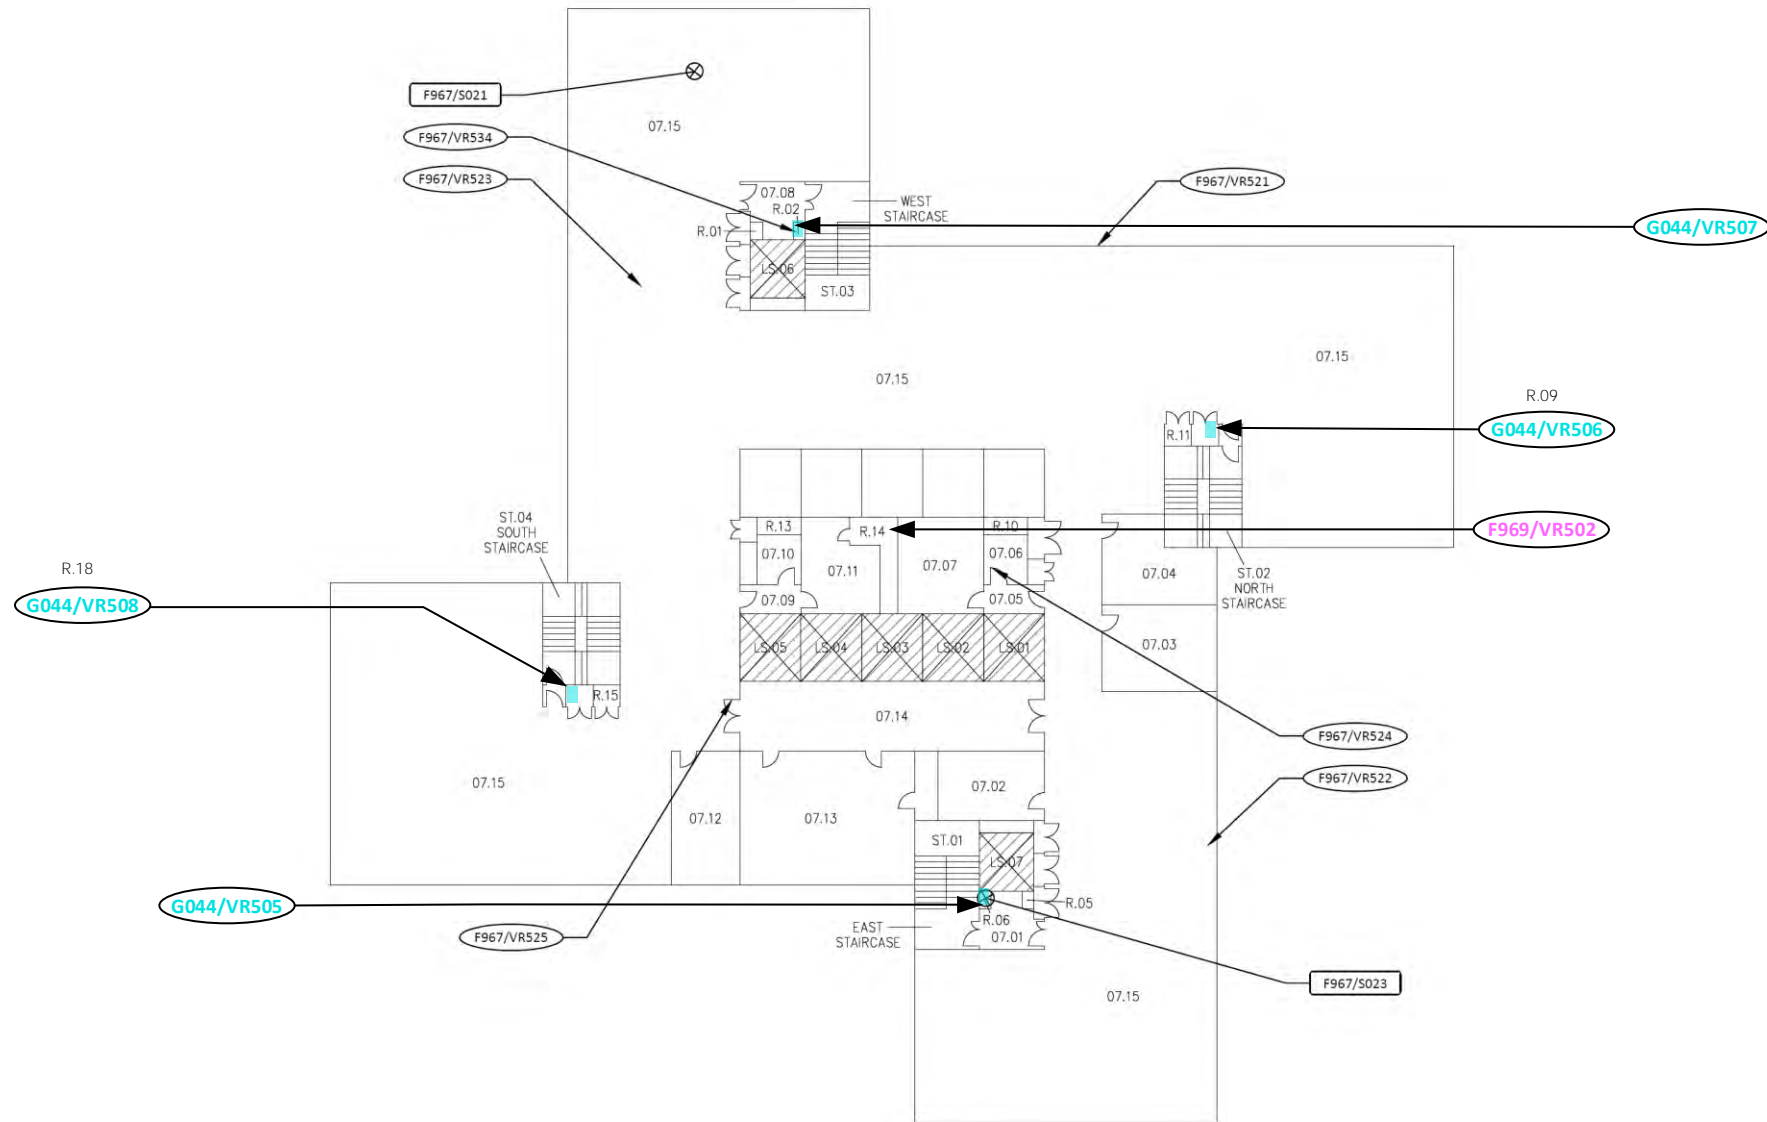 F967/S021
07.15
F967/VR534
F967/VR523
F967/VR521
07.08
R.02
R.01
WEST
STAIRCASE
G044/VR507
LS.06
ST.03
07.15
07.15
R.09
G044/VR506
R.11
ST.04
SOUTH
STAIRCASE
R.13
R.14
R.10
F969/VR502
07.10
07.11
07.07
07.06
07.04
ST.02
NORTH
STAIRCASE
R.18
G044/VR508
07.09
07.05
LS.05
LS.04
LS.03
LS.02
LS.01
07.03
R.15
07.14
F967/VR524
07.15
07.02
F967/VR522
07.12
07.13
ST.01
LS.07
G044/VR505
R.05
R.06
EAST
STAIRCASE
07.01
F967/VR525
F967/S023
07.15